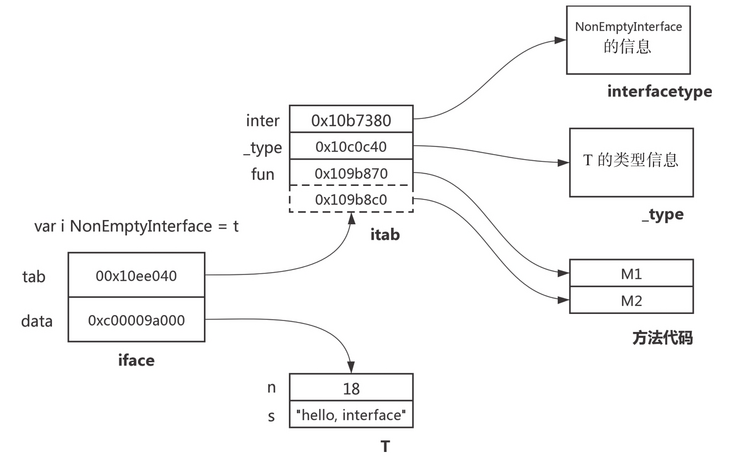 NonEmptyInterface
的信息
interfacetype
inter
0x10b7380
_type
0x10c0c40
fun
0x109b870
0x109b8c0
itab
T 的类型信息
_type
var i NonEmptyInterface = t
tab
00x10ee040
data
0xc00009a000
iface
M1
M2
方法代码
n
18
s
"hello, interface"
T